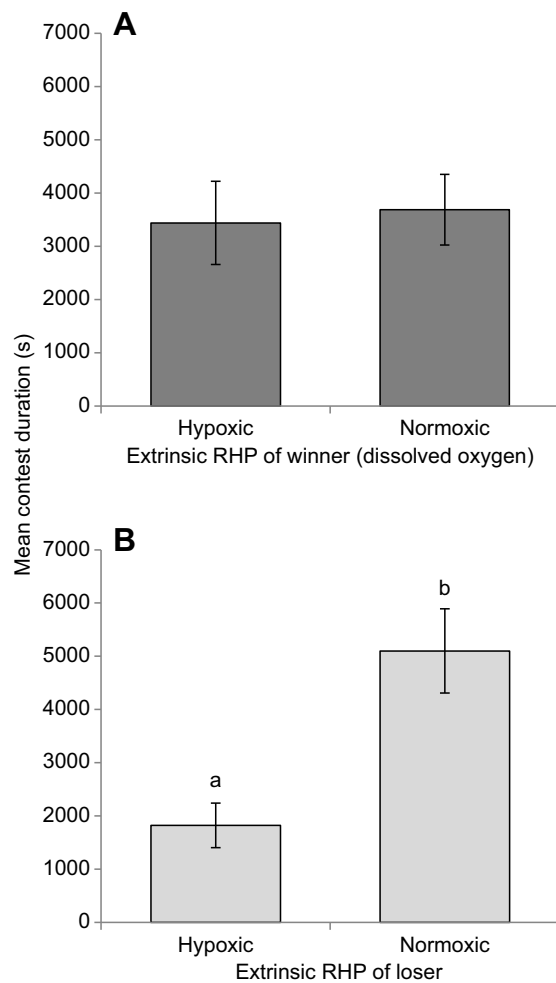 A
7000
6000
5000
4000
3000
2000
1000
0
Hypoxic Normoxic
Extrinsic RHP of winner (dissolved oxygen)
Mean contest duration (s)
B
7000
6000
5000
4000
3000
2000
1000
0
a
b
Hypoxic Normoxic
Extrinsic RHP of loser